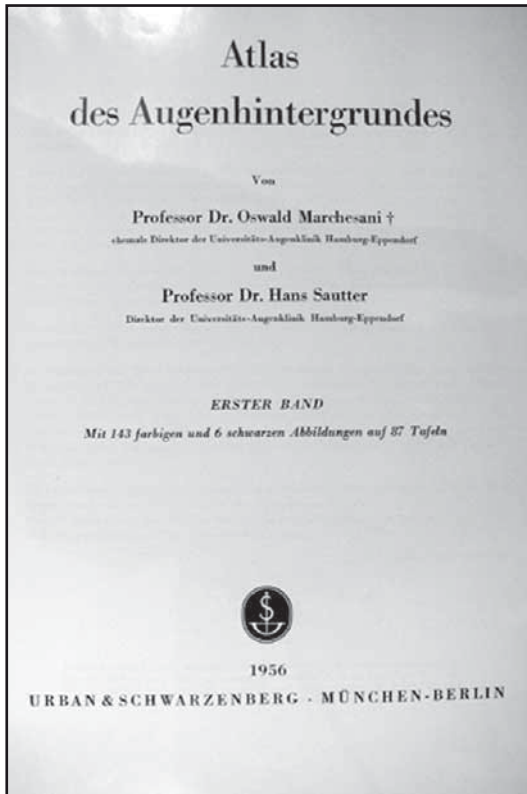 Atlas
des Augenhintergrundes
Von
Professor Dr. Oswald Marchesani †
ehemals Direktor der Universitäts-Augenklinik Hamburg-Eppendorf
und
Professor Dr. Hans Sautter
Direktor der Universitäts-Augenklinik Hamburg-Eppendorf
ERSTER BAND
Mit 143 farbigen und 6 schwarzen Abbildungen auf 87 Tafeln
1956
URBAN & SCHWARZENBERG · MÜNCHEN-BERLIN